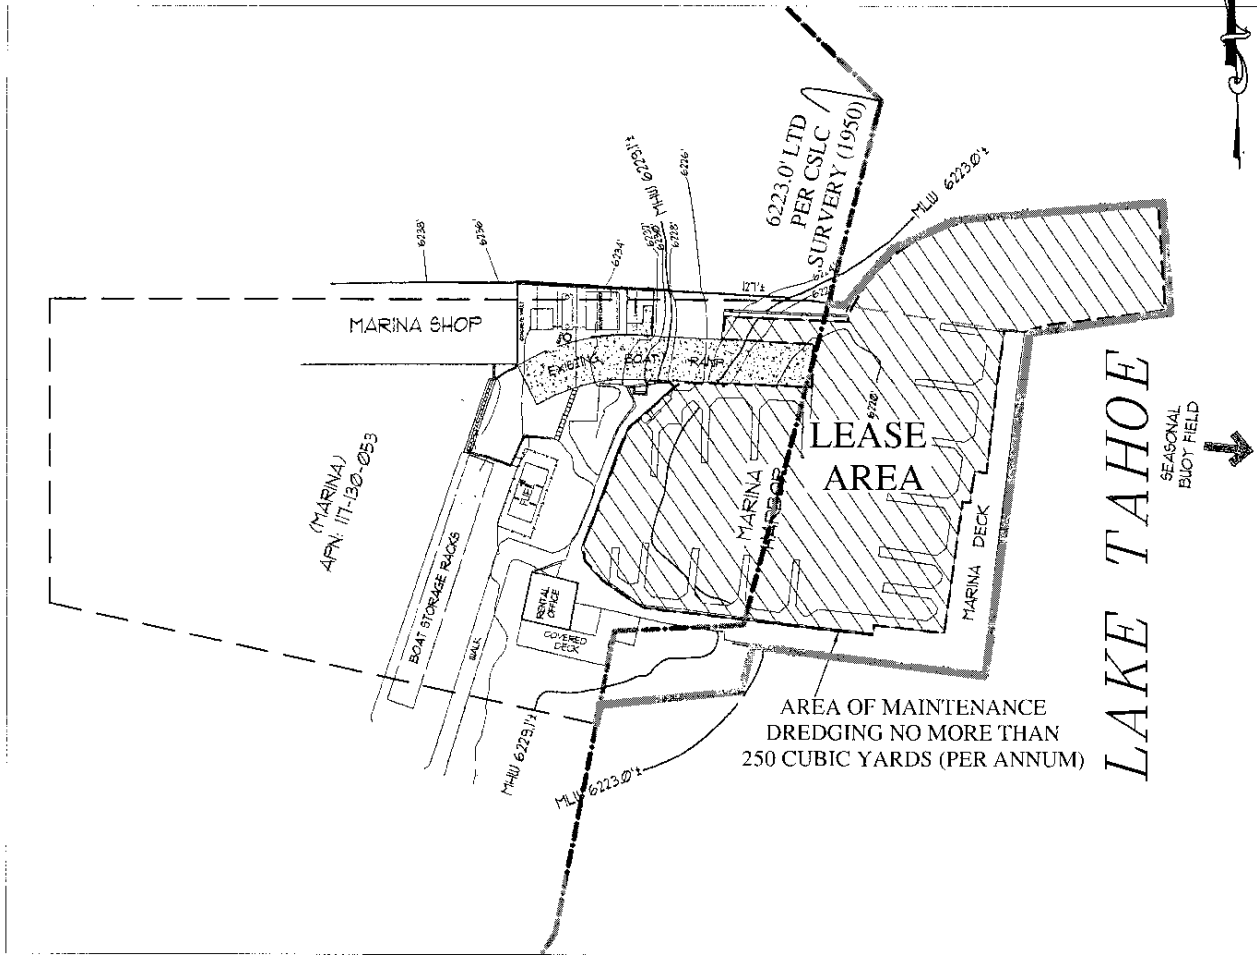 6223.0' LTD
PER CSLC
SURVERY (1950)
MLW 6223.0'±
MHW 6229.1'±
6226'
6238'
6236'
6234'
6228'
MARINA SHOP
EXISTING BOAT RAMP
6220'
LEASE
AREA
MARINA
HARBOR
MARINA DECK
LAKE TAHOE
SEASONAL
BUOY FIELD
(MARINA)
APN: 117-130-053
FUEL
BOAT STORAGE RACKS
WALK
RENTAL
OFFICE
COVERED
DECK
MHW 6229.1'±
MLW 6223.0'±
AREA OF MAINTENANCE
DREDGING NO MORE THAN
250 CUBIC YARDS (PER ANNUM)